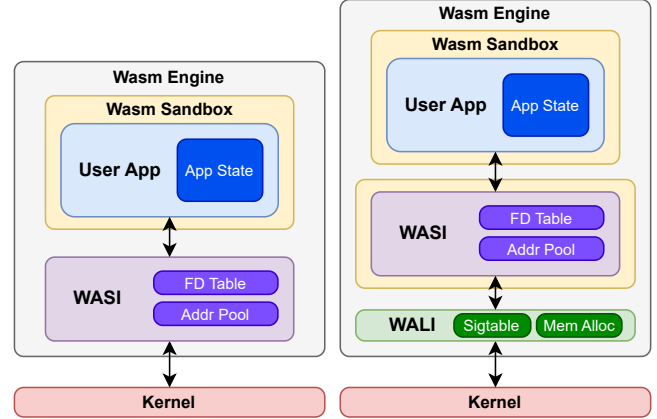 Wasm Engine
Wasm Sandbox
User App
App State
WASI
FD Table
Addr Pool
Kernel
Wasm Engine
Wasm Sandbox
User App
App State
WASI
FD Table
Addr Pool
WALI
Sigtable
Mem Alloc
Kernel